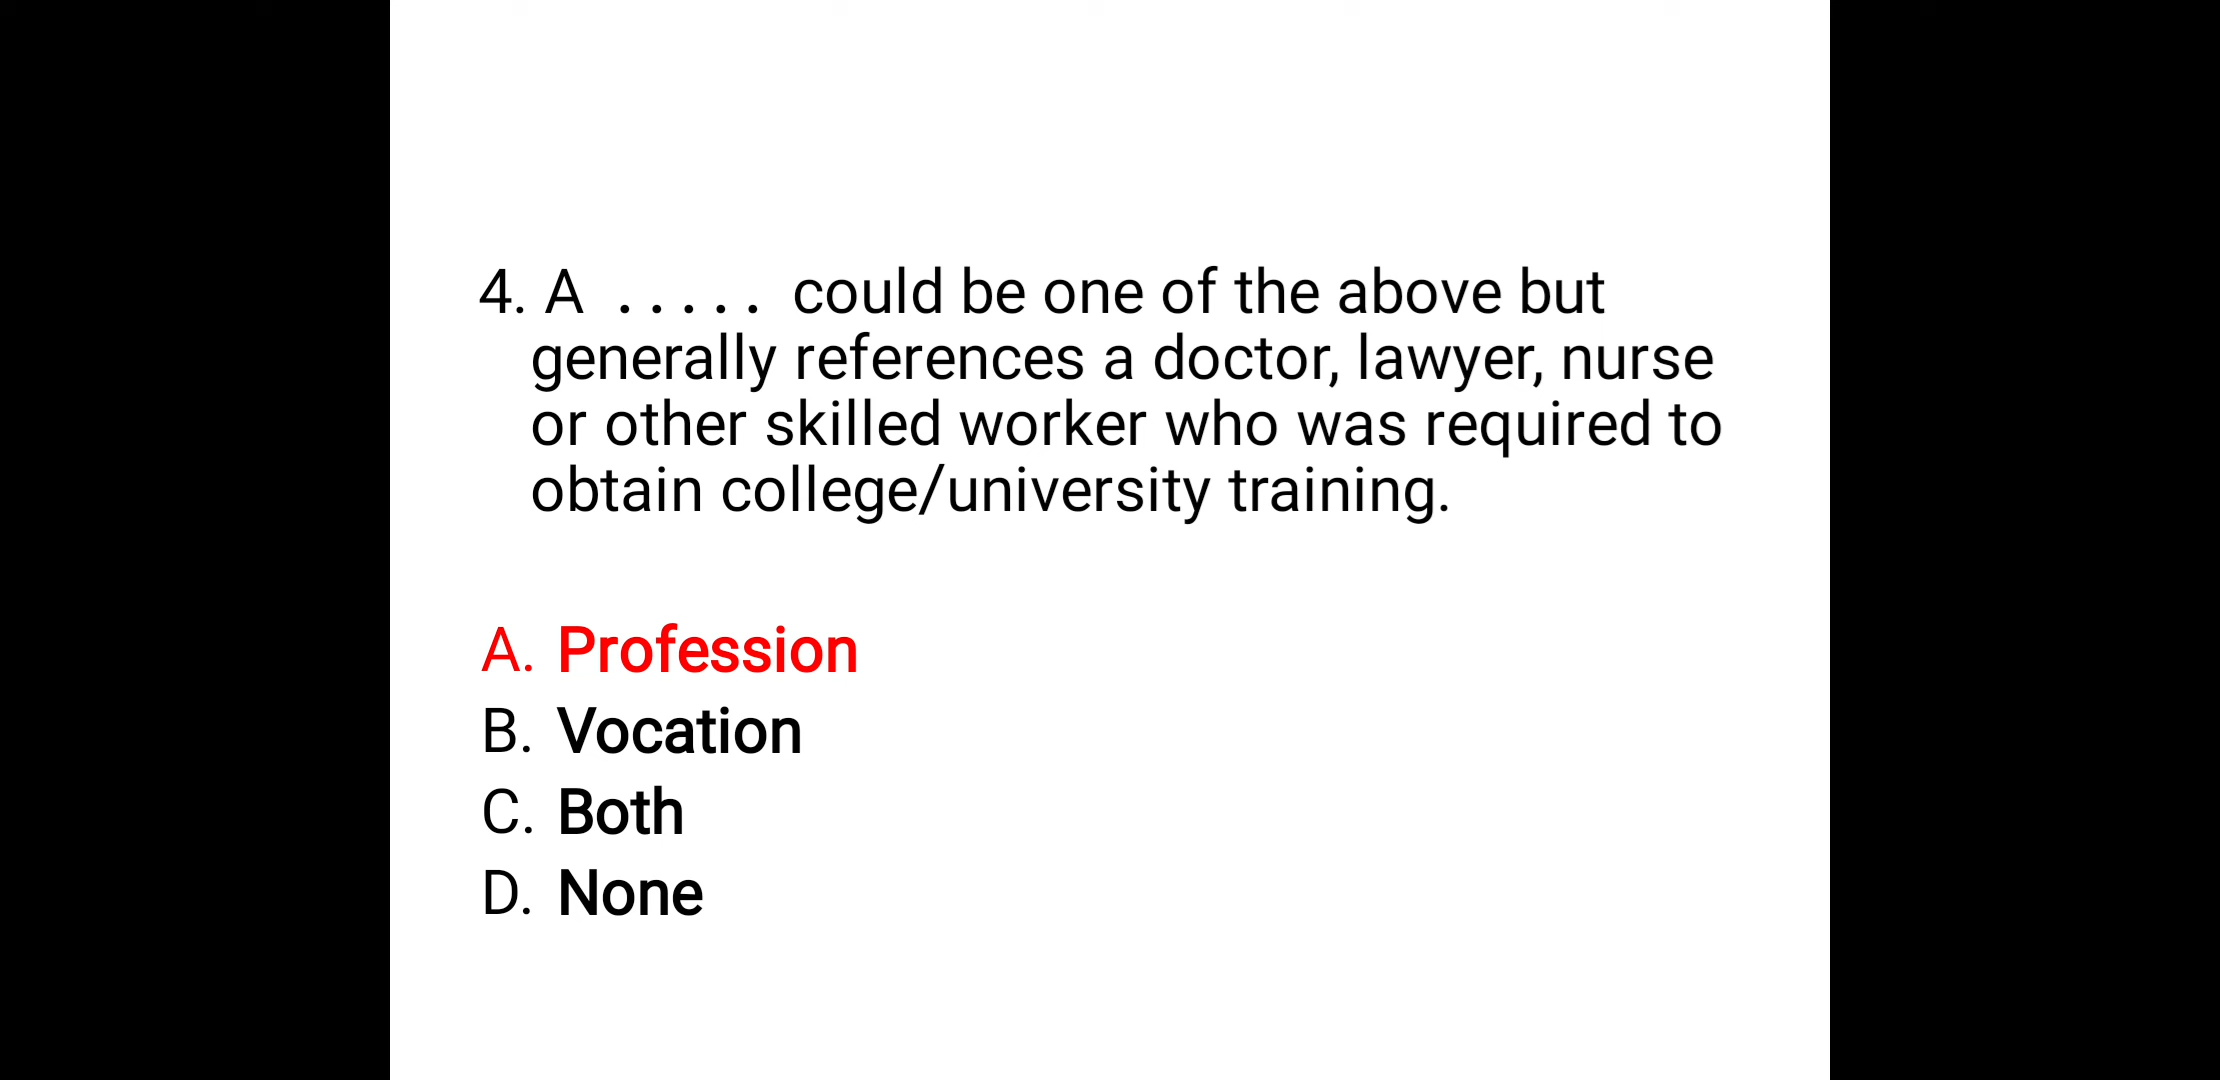 4. A ..... could be one of the above but
generally references a doctor, lawyer, nurse
or other skilled worker who was required to
obtain college/university training.
A. Profession
B. Vocation
C. Both
D. None